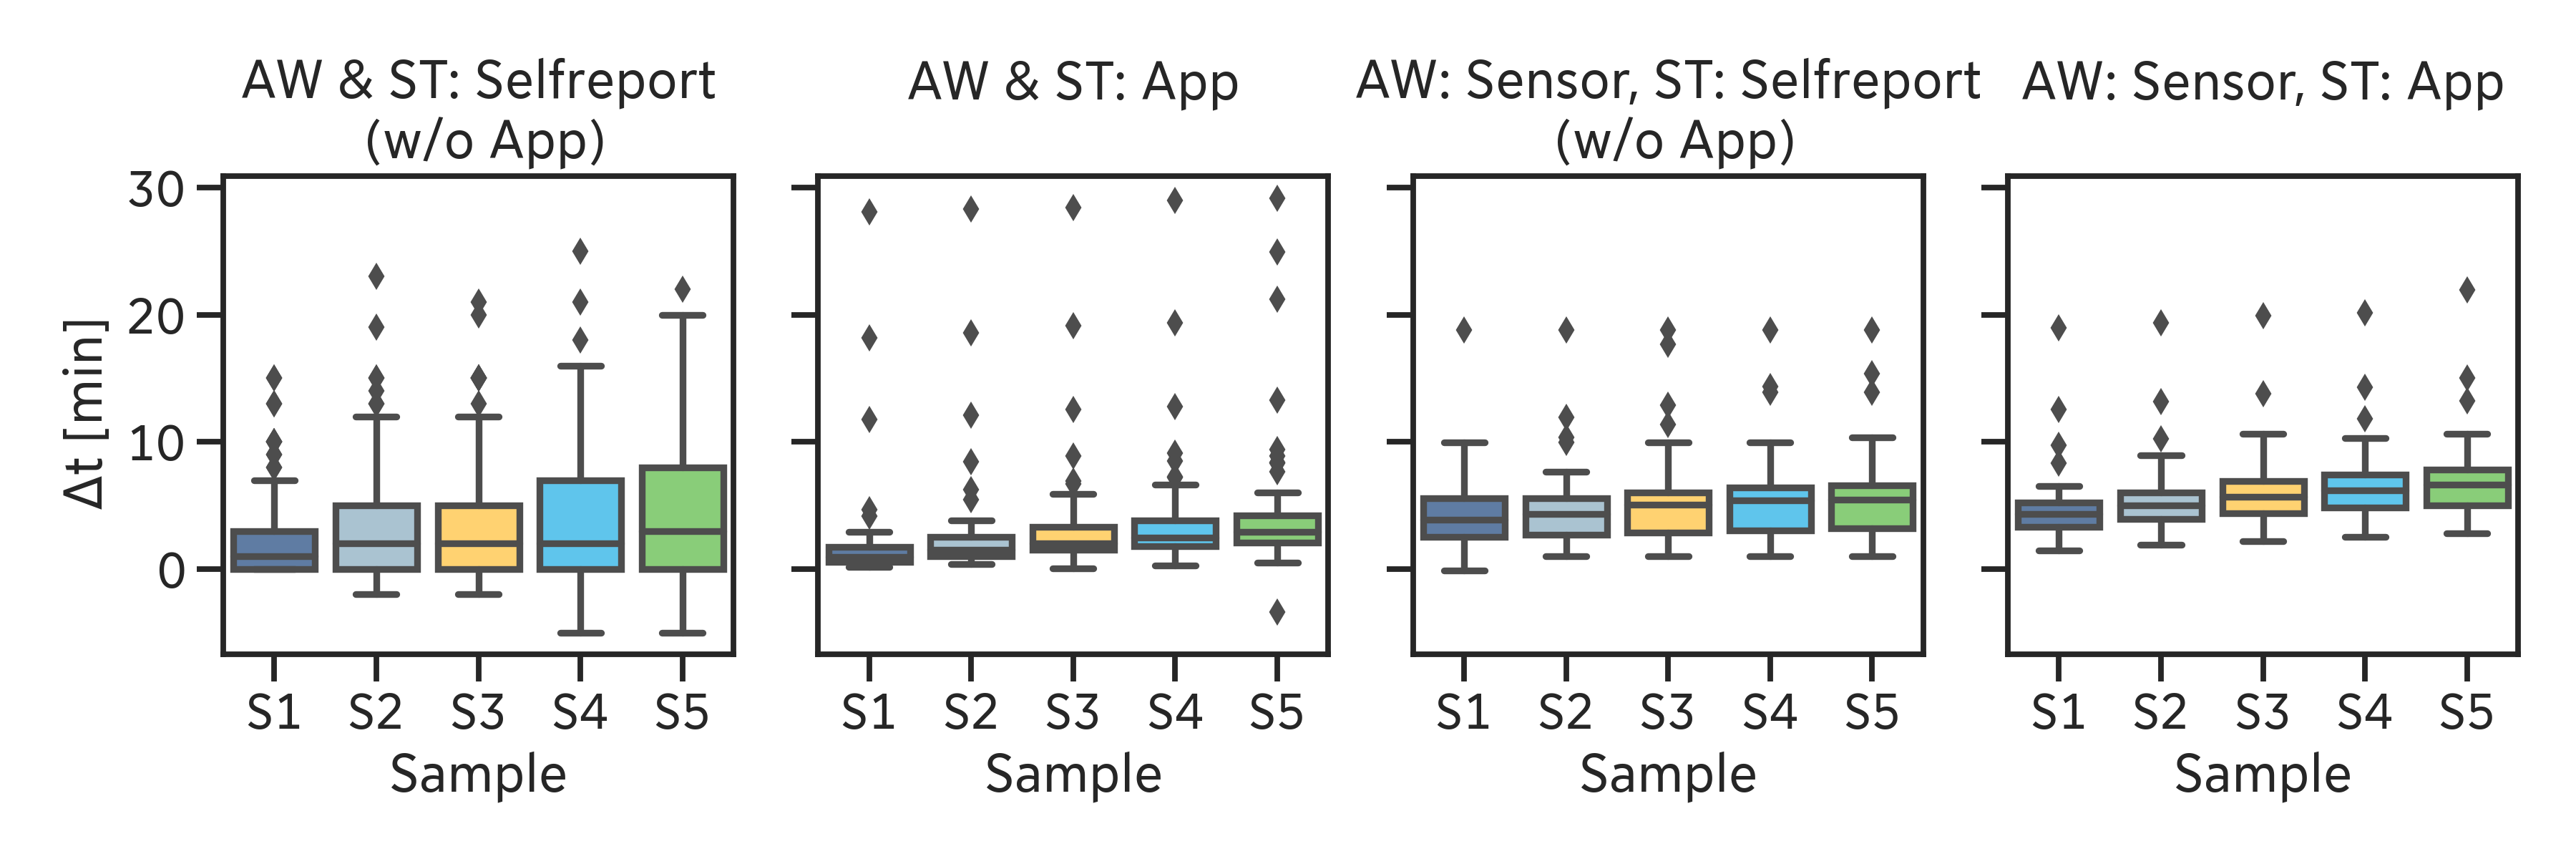 AW & ST: Selfreport
(w/o App)
AW & ST: App
AW: Sensor, ST: Selfreport
(w/o App)
AW: Sensor, ST: App
Δt [min]
30
20
10
0
S1 S2 S3 S4 S5
Sample
S1 S2 S3 S4 S5
Sample
S1 S2 S3 S4 S5
Sample
S1 S2 S3 S4 S5
Sample